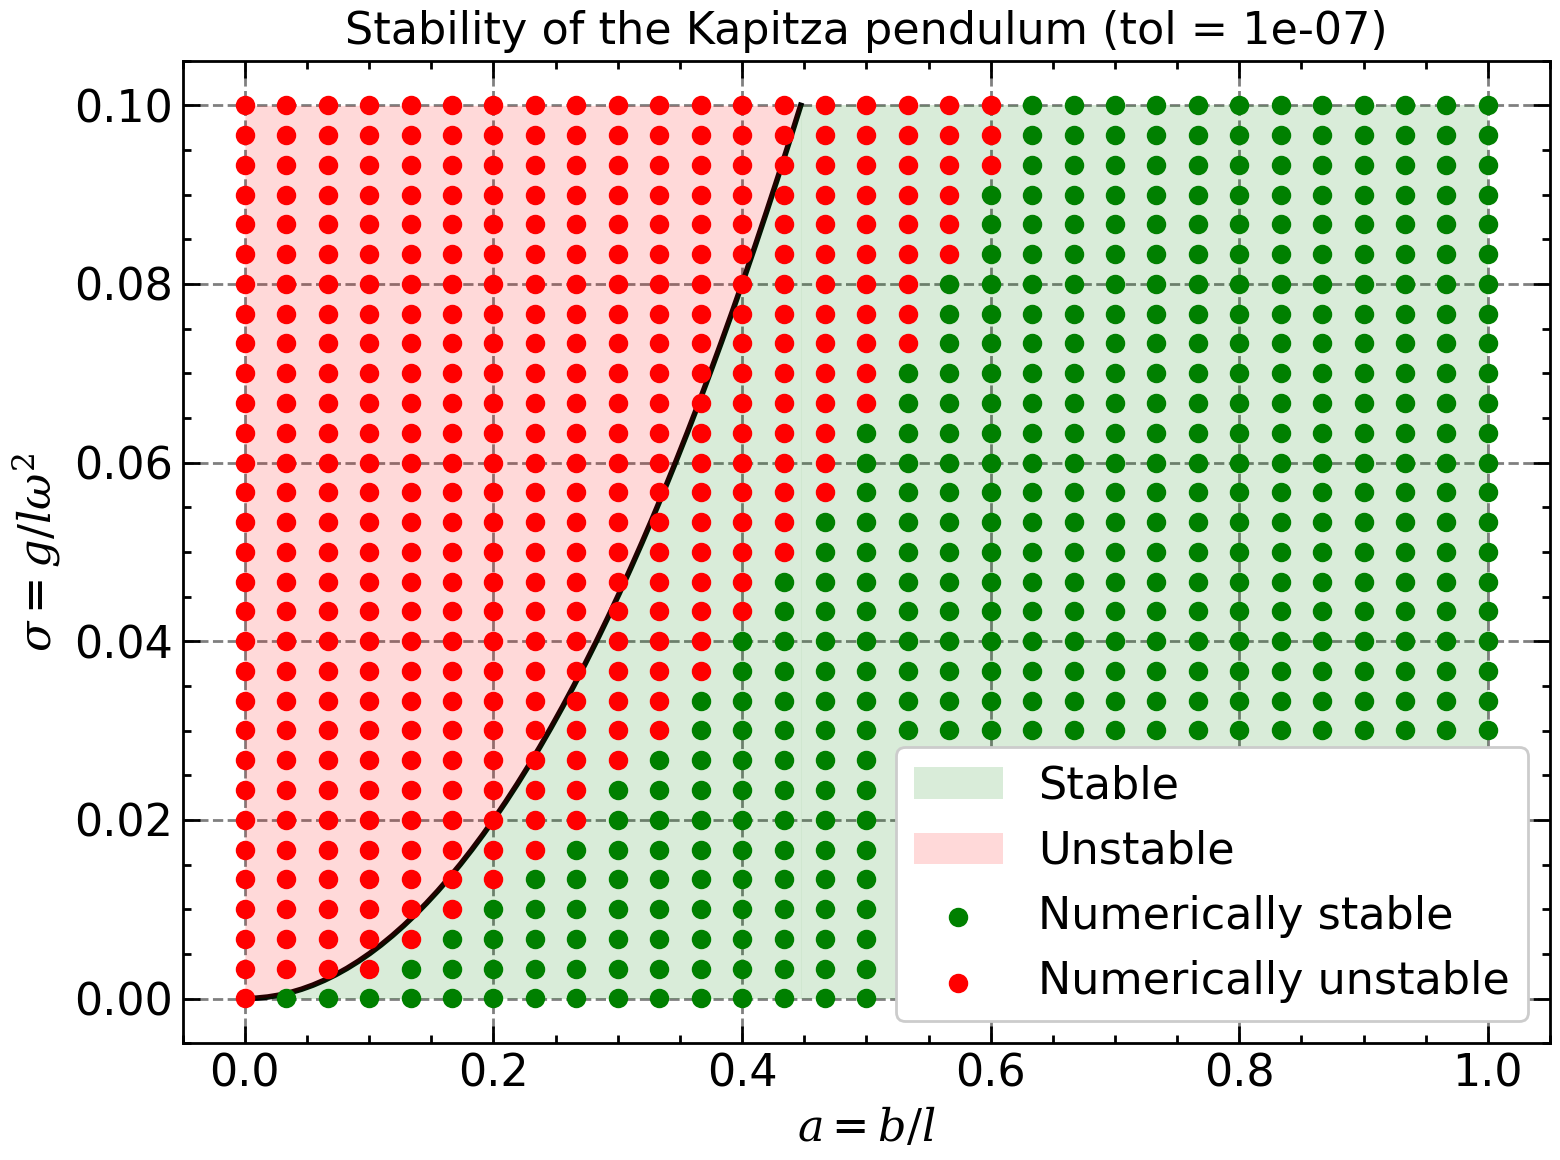 Stability of the Kapitza pendulum (tol = 1e-07)
σ = g/lω²
0.10
0.08
0.06
0.04
0.02
0.00
Stable
Unstable
Numerically stable
Numerically unstable
0.0 0.2 0.4 0.6 0.8 1.0
a = b/l